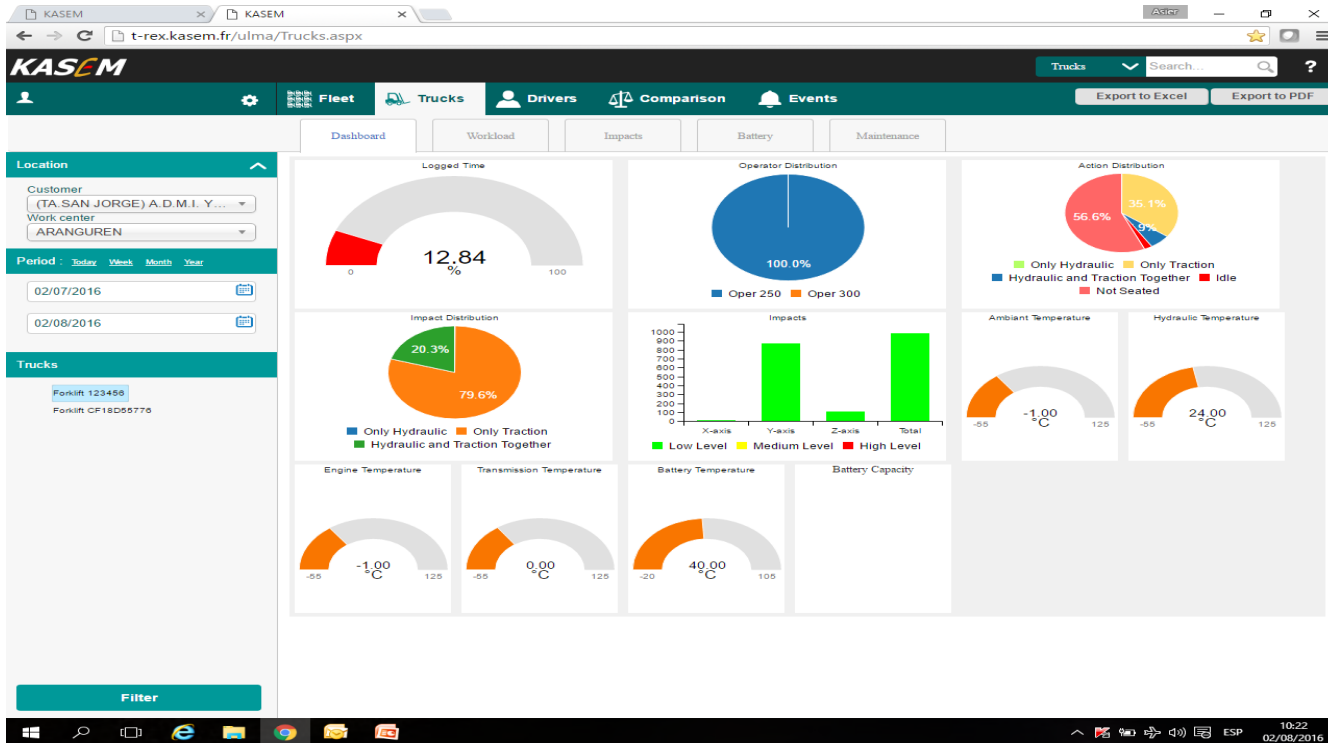 KASEM
KASEM
Asier
t-rex.kasem.fr/ulma/Trucks.aspx
KASEM
Trucks
Search...
?
Fleet
Trucks
Drivers
Comparison
Events
Export to Excel
Export to PDF
Dashboard
Workload
Impacts
Battery
Maintenance
Location
Customer
(TA.SAN JORGE) A.D.M.I. Y...
Work center
ARANGUREN
Period : Today Week Month Year
02/07/2016
02/08/2016
Trucks
Forklift 123456
Forklift CF18D55776
Filter
Logged Time
12.84
%
0 100
Operator Distribution
100.0%
Oper 250 Oper 300
Action Distribution
35.1%
56.6%
9%
Only Hydraulic Only Traction
Hydraulic and Traction Together Idle
Not Seated
Impact Distribution
20.3%
79.6%
Only Hydraulic Only Traction
Hydraulic and Traction Together
Impacts
1000
900
800
700
600
500
400
300
200
100
0
X-axis Y-axis Z-axis Total
Low Level Medium Level High Level
Ambiant Temperature
-1.00
°C
-55 125
Hydraulic Temperature
24.00
°C
-55 125
Engine Temperature
-1.00
°C
-55 125
Transmission Temperature
0.00
°C
-55 125
Battery Temperature
40.00
°C
-20 105
Battery Capacity
ESP
10:22
02/08/2016